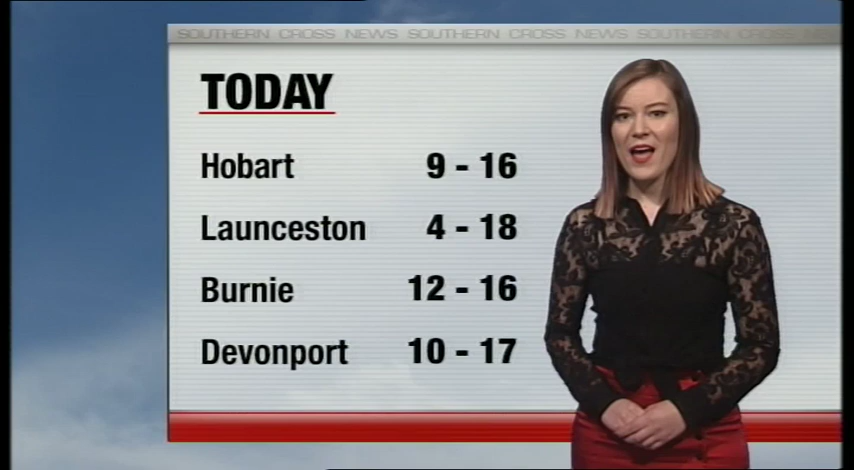 SOUTHERN CROSS NEWS SOUTHERN CROSS NEWS SOUTHERN CROSS N
TODAY
Hobart 9 - 16
Launceston 4 - 18
Burnie 12 - 16
Devonport 10 - 17